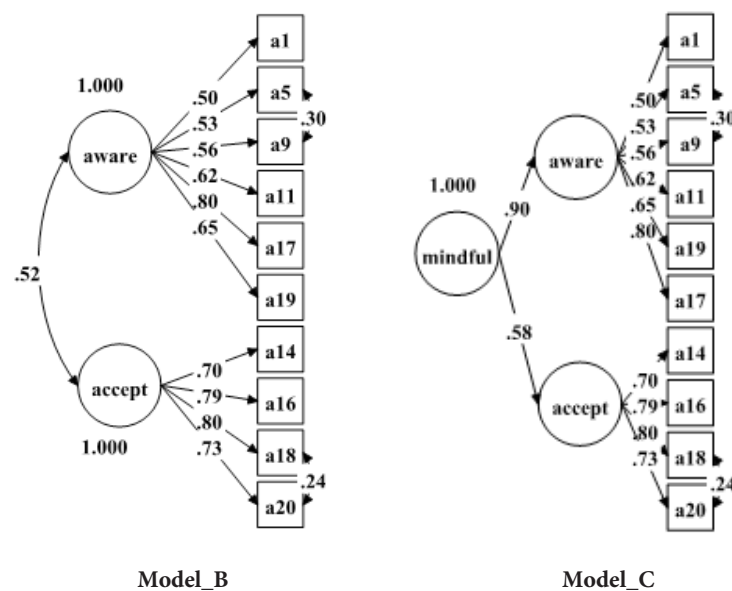 1.000
aware
.52
accept
1.000
.50
.53
.56
.62
.80
.65
.70
.79
.80
.73
a1
a5
a9
a11
a17
a19
a14
a16
a18
a20
.30
.24
Model_B
1.000
mindful
.90
.58
aware
accept
.50
.53
.56
.62
.65
.80
.70
.79
.80
.73
a1
a5
a9
a11
a19
a17
a14
a16
a18
a20
.30
.24
Model_C